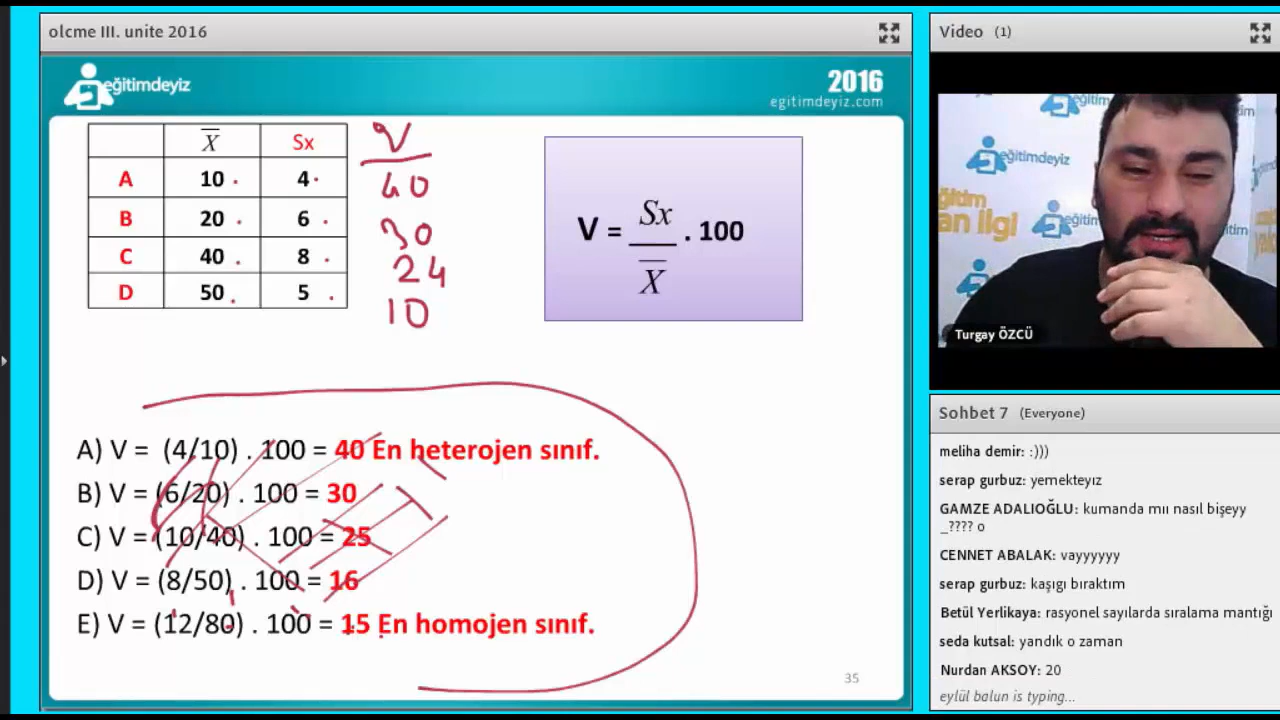 olcme III. unite 2016
eğitimdeyiz
2016
egitimdeyiz.com
X Sx V
A 10 4 40
B 20 6 30
C 40 8 24
D 50 5 10
V = Sx / X . 100
A) V = (4/10) . 100 = 40 En heterojen sınıf.
B) V = (6/20) . 100 = 30
C) V = (10/40) . 100 = 25
D) V = (8/50) . 100 = 16
E) V = (12/80) . 100 = 15 En homojen sınıf.
35
Video (1)
eğitimdeyiz
Turgay ÖZCÜ
Sohbet 7 (Everyone)
meliha demir: :)))
serap gurbuz: yemekteyız
GAMZE ADALIOĞLU: kumanda mıı nasıl bişeyy
_???? o
CENNET ABALAK: vayyyyyy
serap gurbuz: kaşıgı bıraktım
Betül Yerlikaya: rasyonel sayılarda sıralama mantığı
seda kutsal: yandık o zaman
Nurdan AKSOY: 20
eylül balun is typing...